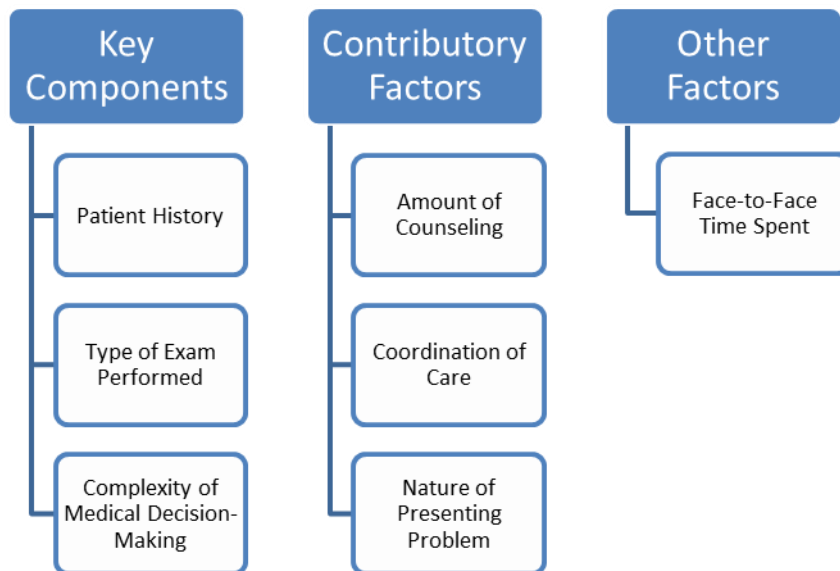 Key
Components
Patient History
Type of Exam
Performed
Complexity of
Medical Decision-
Making
Contributory
Factors
Amount of
Counseling
Coordination of
Care
Nature of
Presenting
Problem
Other
Factors
Face-to-Face
Time Spent